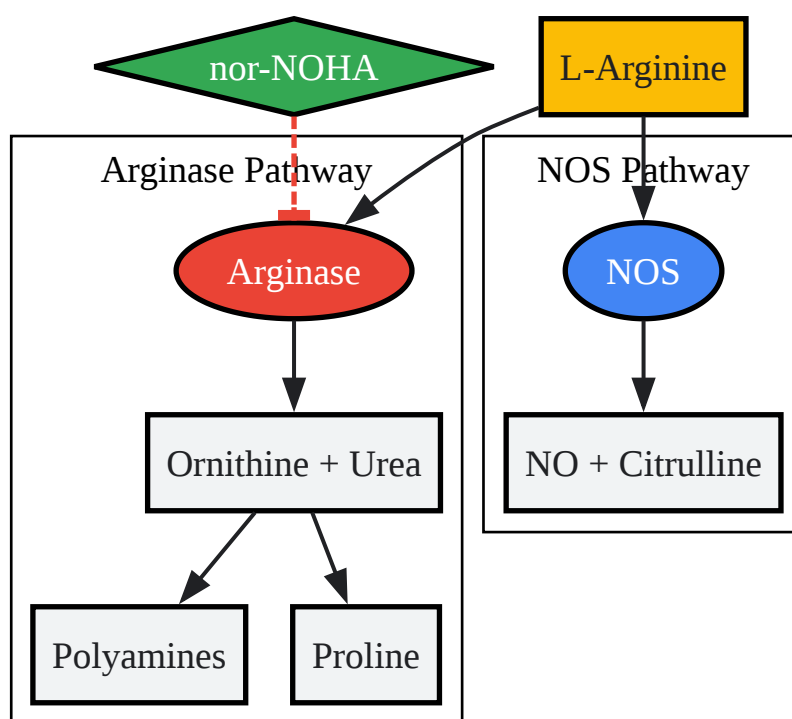 nor-NOHA
L-Arginine
Arginase Pathway
NOS Pathway
Arginase
NOS
Ornithine + Urea
NO + Citrulline
Polyamines
Proline